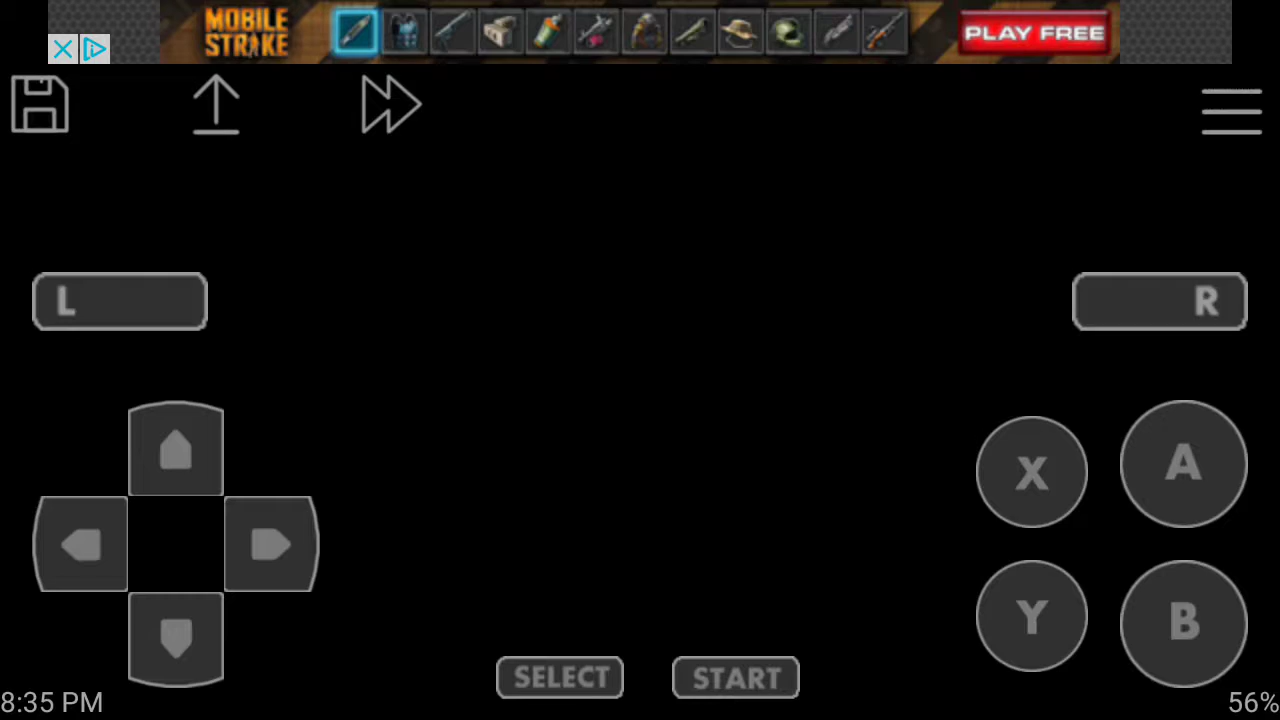 MOBILE
STRIKE
PLAY FREE
L
R
X
A
Y
B
SELECT
START
8:35 PM
56%